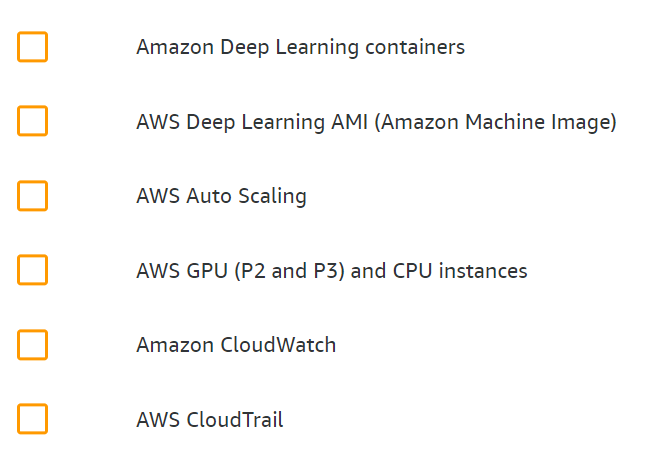 Amazon Deep Learning containers
AWS Deep Learning AMI (Amazon Machine Image)
AWS Auto Scaling
AWS GPU (P2 and P3) and CPU instances
Amazon CloudWatch
AWS CloudTrail